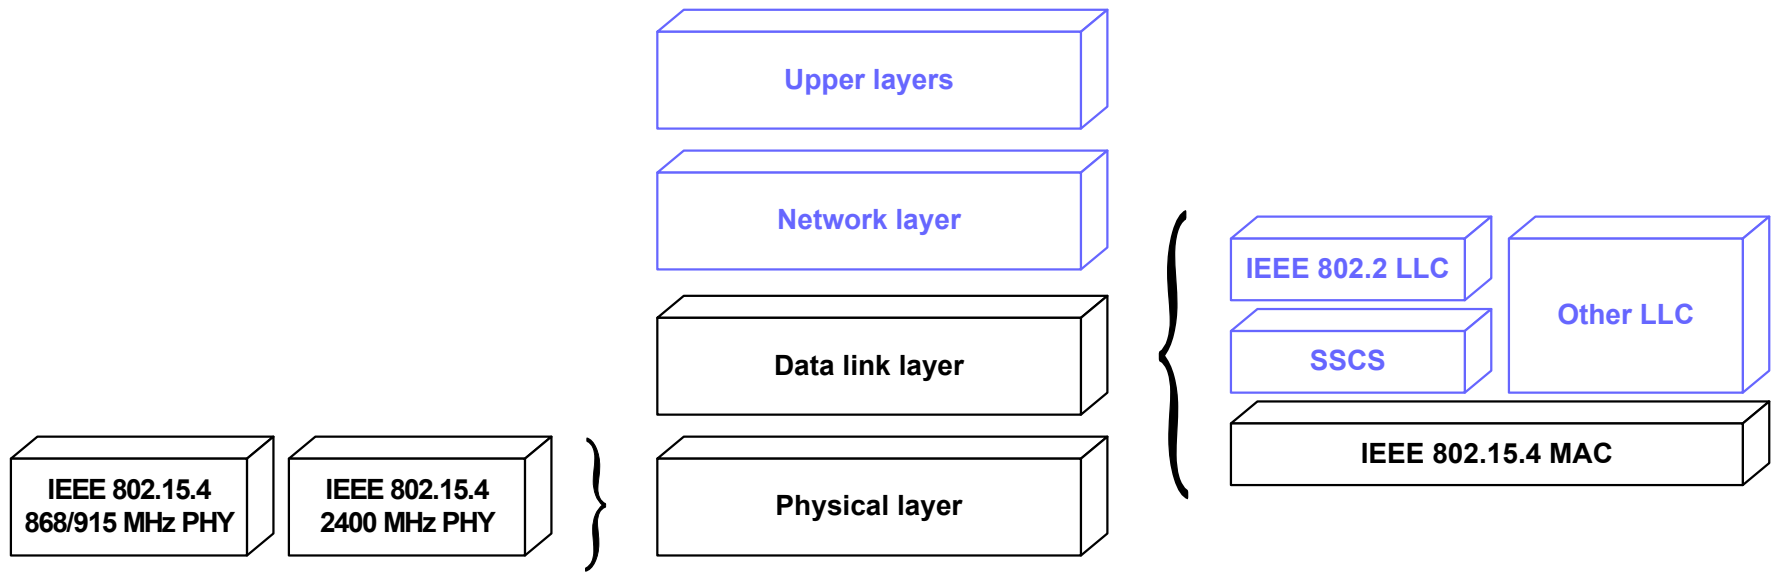 Upper layers
Network layer
IEEE 802.2 LLC
Other LLC
SSCS
Data link layer
IEEE 802.15.4 MAC
IEEE 802.15.4
868/915 MHz PHY
IEEE 802.15.4
2400 MHz PHY
Physical layer